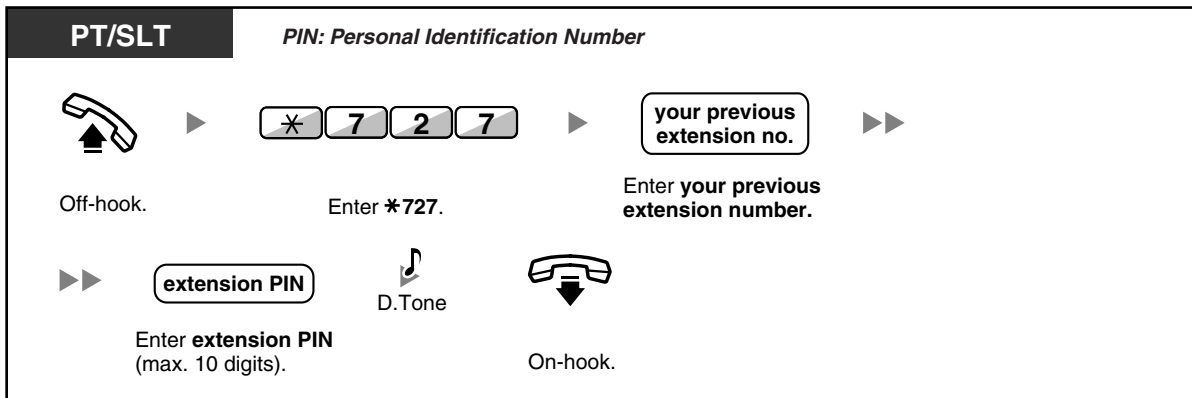 PT/SLT
PIN: Personal Identification Number
✳ 7 2 7
your previous
extension no.
Off-hook.
Enter ✳727.
Enter your previous
extension number.
extension PIN
D.Tone
Enter extension PIN
(max. 10 digits).
On-hook.